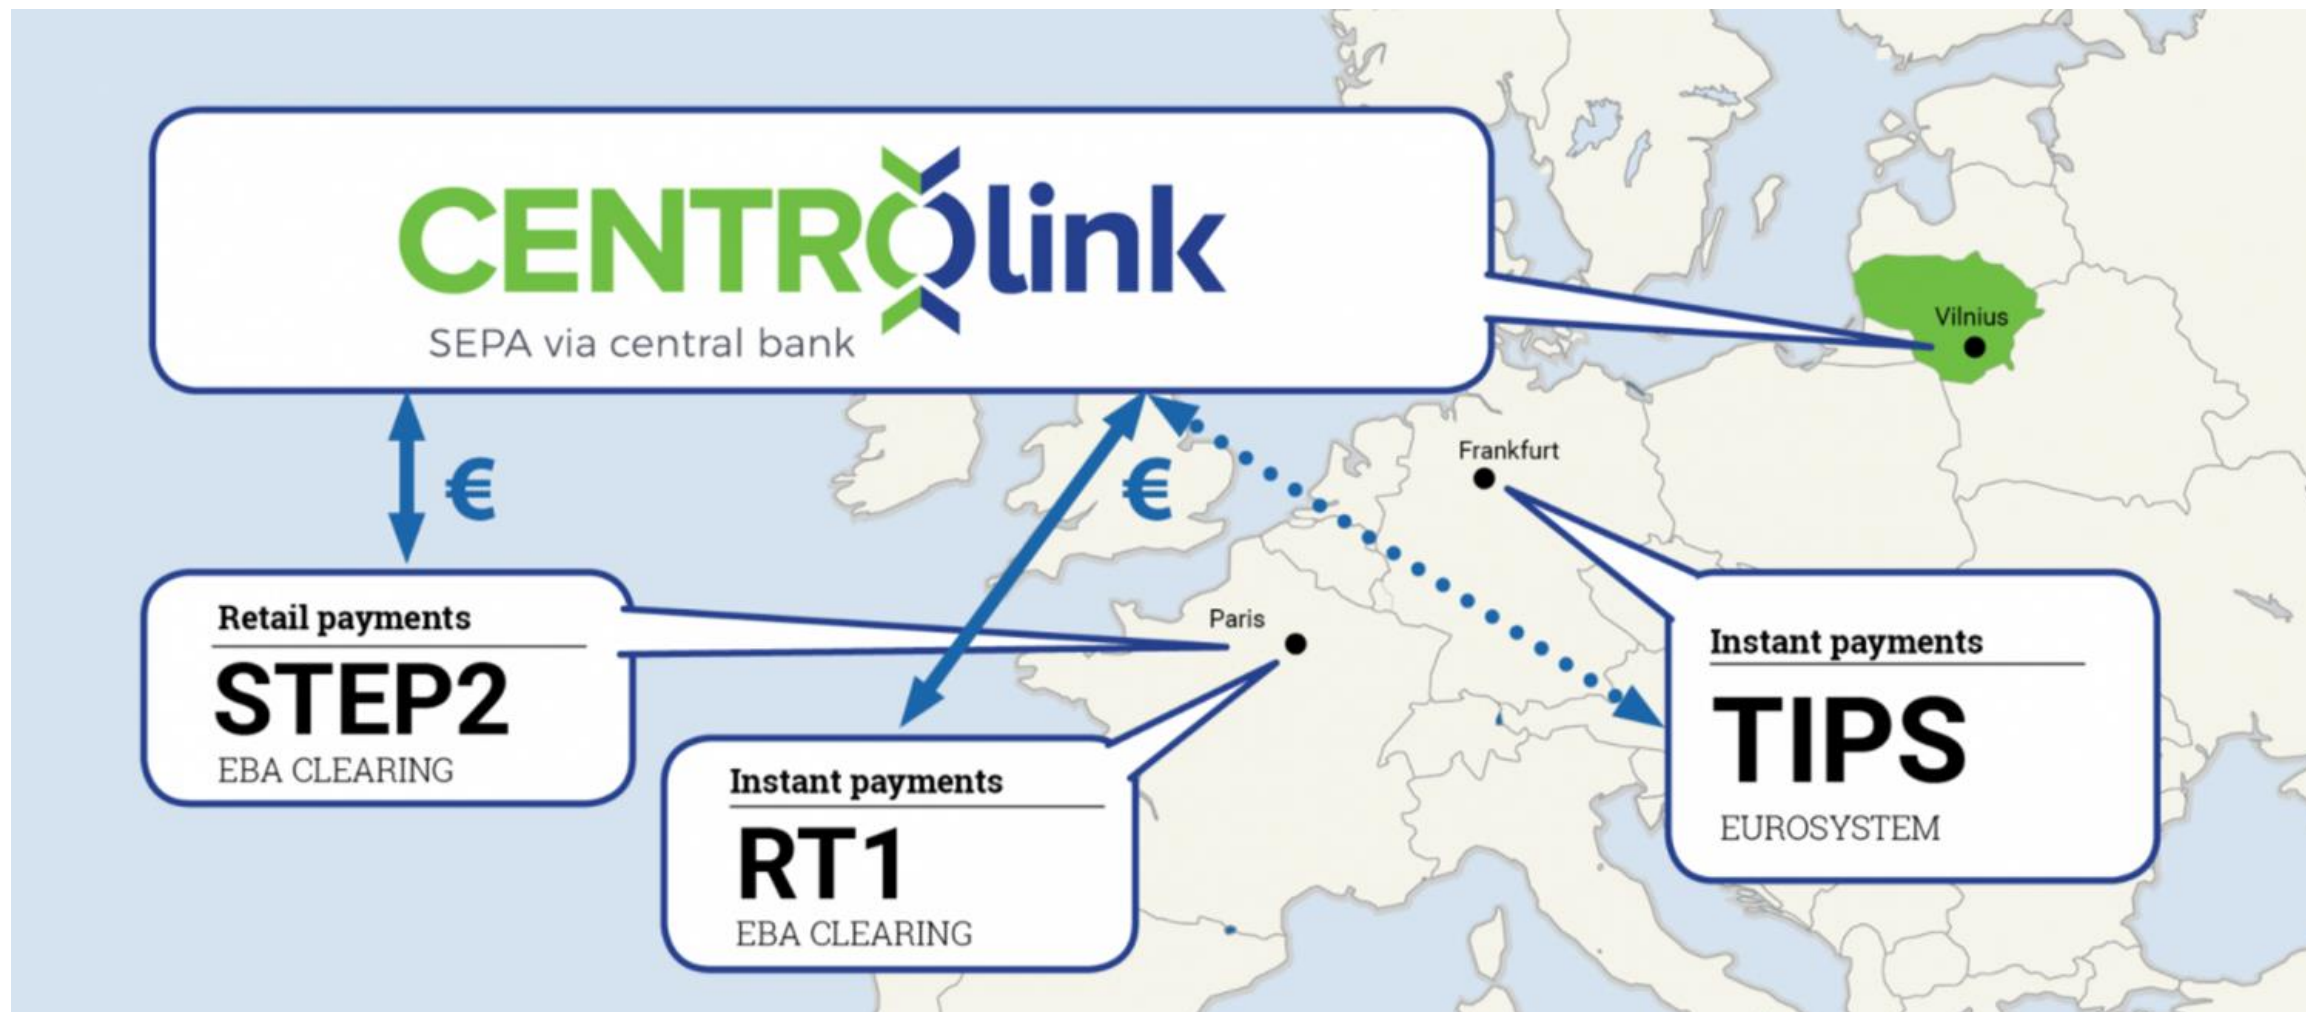 CENTROlink
SEPA via central bank
Vilnius
Frankfurt
€
€
Paris
Retail payments
STEP2
EBA CLEARING
Instant payments
RT1
EBA CLEARING
Instant payments
TIPS
EUROSYSTEM